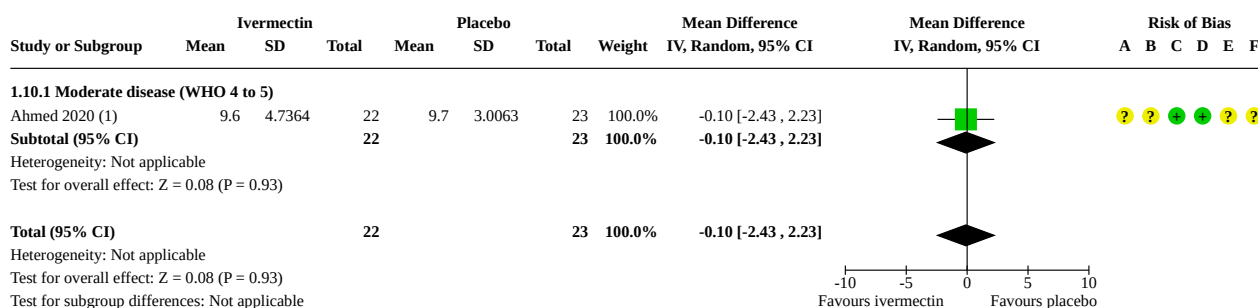 Ivermectin Placebo Mean Difference Mean Difference Risk of Bias
Study or Subgroup Mean SD Total Mean SD Total Weight IV, Random, 95% CI IV, Random, 95% CI A B C D E F
1.10.1 Moderate disease (WHO 4 to 5)
Ahmed 2020 (1) 9.6 4.7364 22 9.7 3.0063 23 100.0% -0.10 [-2.43 , 2.23] ? ? + + ? ?
Subtotal (95% CI) 22 23 100.0% -0.10 [-2.43 , 2.23]
Heterogeneity: Not applicable
Test for overall effect: Z = 0.08 (P = 0.93)
Total (95% CI) 22 23 100.0% -0.10 [-2.43 , 2.23]
Heterogeneity: Not applicable
Test for overall effect: Z = 0.08 (P = 0.93)
-10 -5 0 5 10
Test for subgroup differences: Not applicable Favours ivermectin Favours placebo